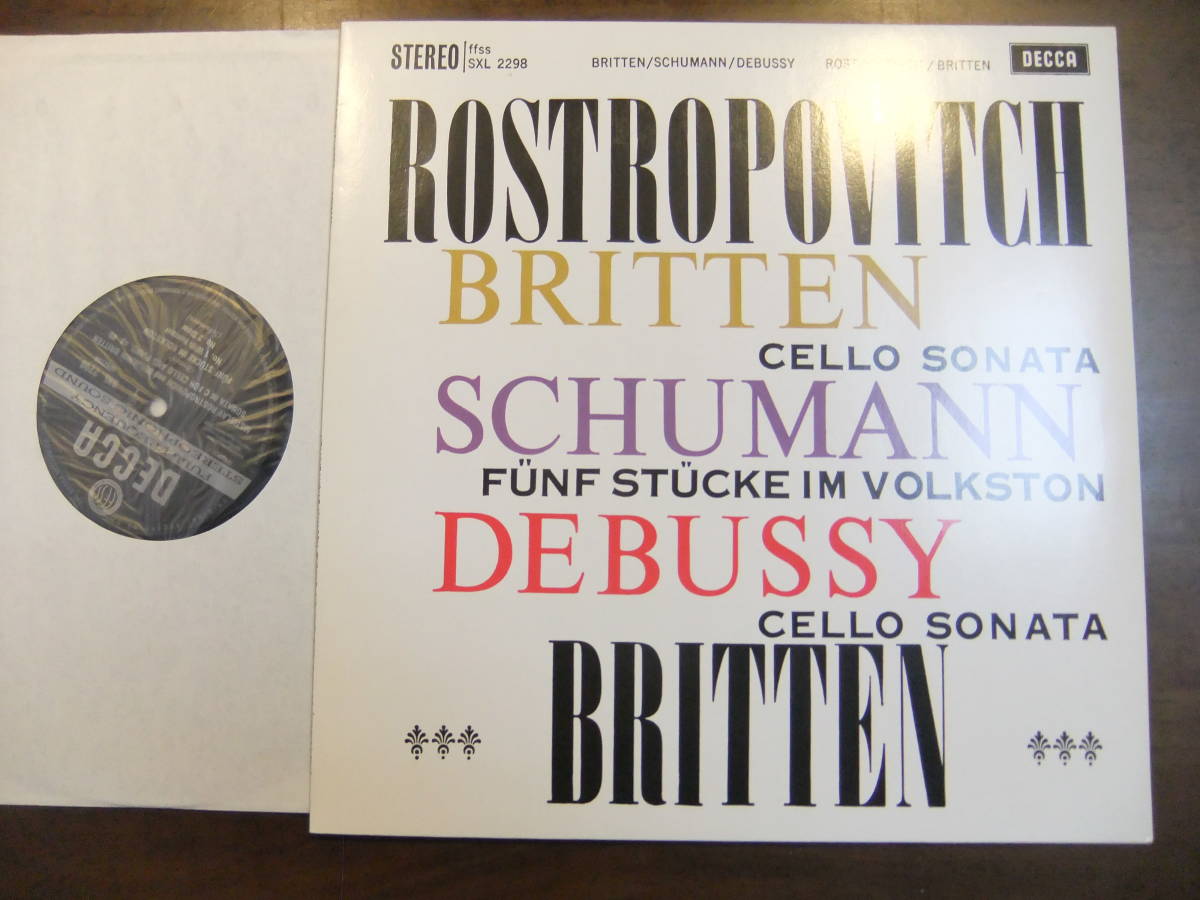 STEREO
ffss
SXL 2298
BRITTEN/SCHUMANN/DEBUSSY
/BRITTEN
DECCA
ROSTROPOVITCH
BRITTEN
CELLO SONATA
SCHUMANN
FÜNF STÜCKE IM VOLKSTON
DEBUSSY
CELLO SONATA
BRITTEN
DECCA